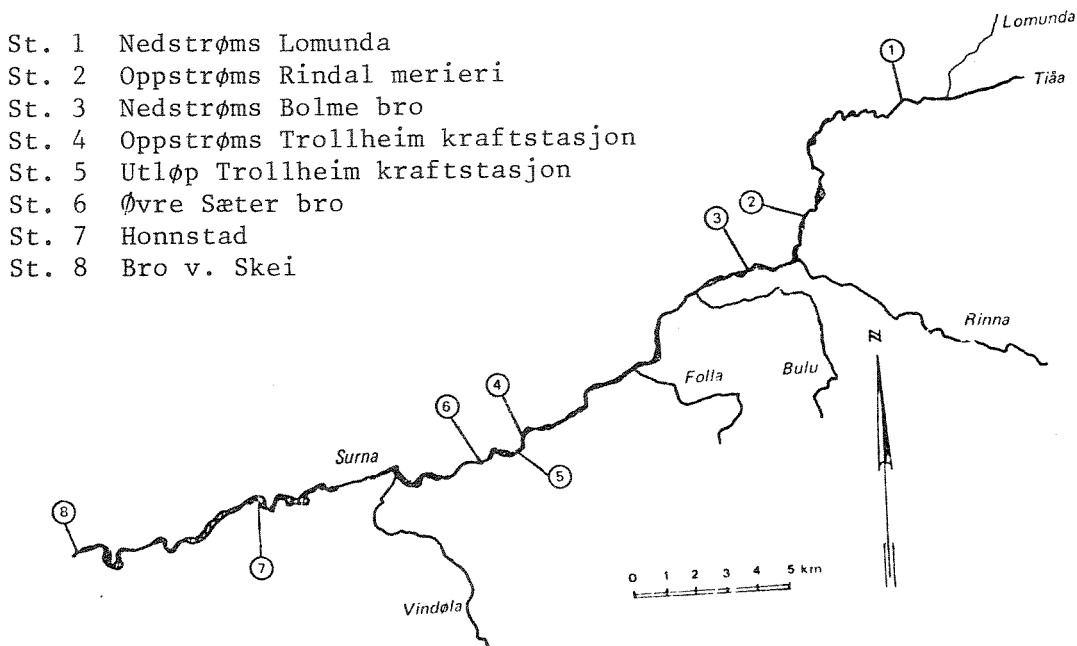 St. 1 Nedstrøms Lomunda
St. 2 Oppstrøms Rindal merieri
St. 3 Nedstrøms Bolme bro
St. 4 Oppstrøms Trollheim kraftstasjon
St. 5 Utløp Trollheim kraftstasjon
St. 6 Øvre Sæter bro
St. 7 Honnstad
St. 8 Bro v. Skei
Lomunda
1
Tiåa
2
3
Rinna
N
Folla
Bulu
4
6
Surna
5
8
7
0 1 2 3 4 5 km
Vindøla